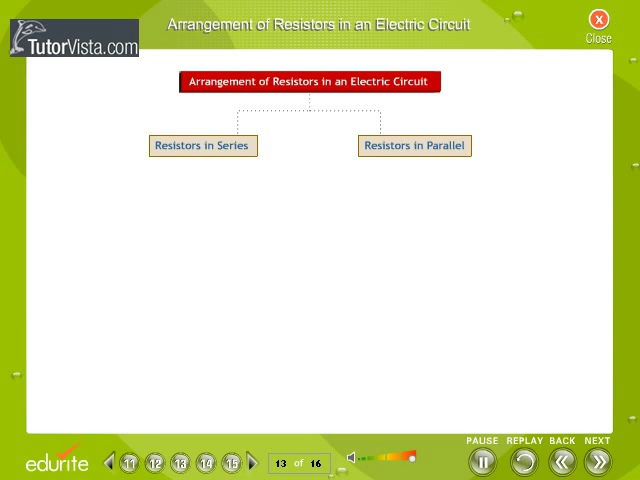 Arrangement of Resistors in an Electric Circuit
X
Close
TutorVista.com
Arrangement of Resistors in an Electric Circuit
Resistors in Series
Resistors in Parallel
PAUSE REPLAY BACK NEXT
edurite
11 12 13 14 15
13 of 16